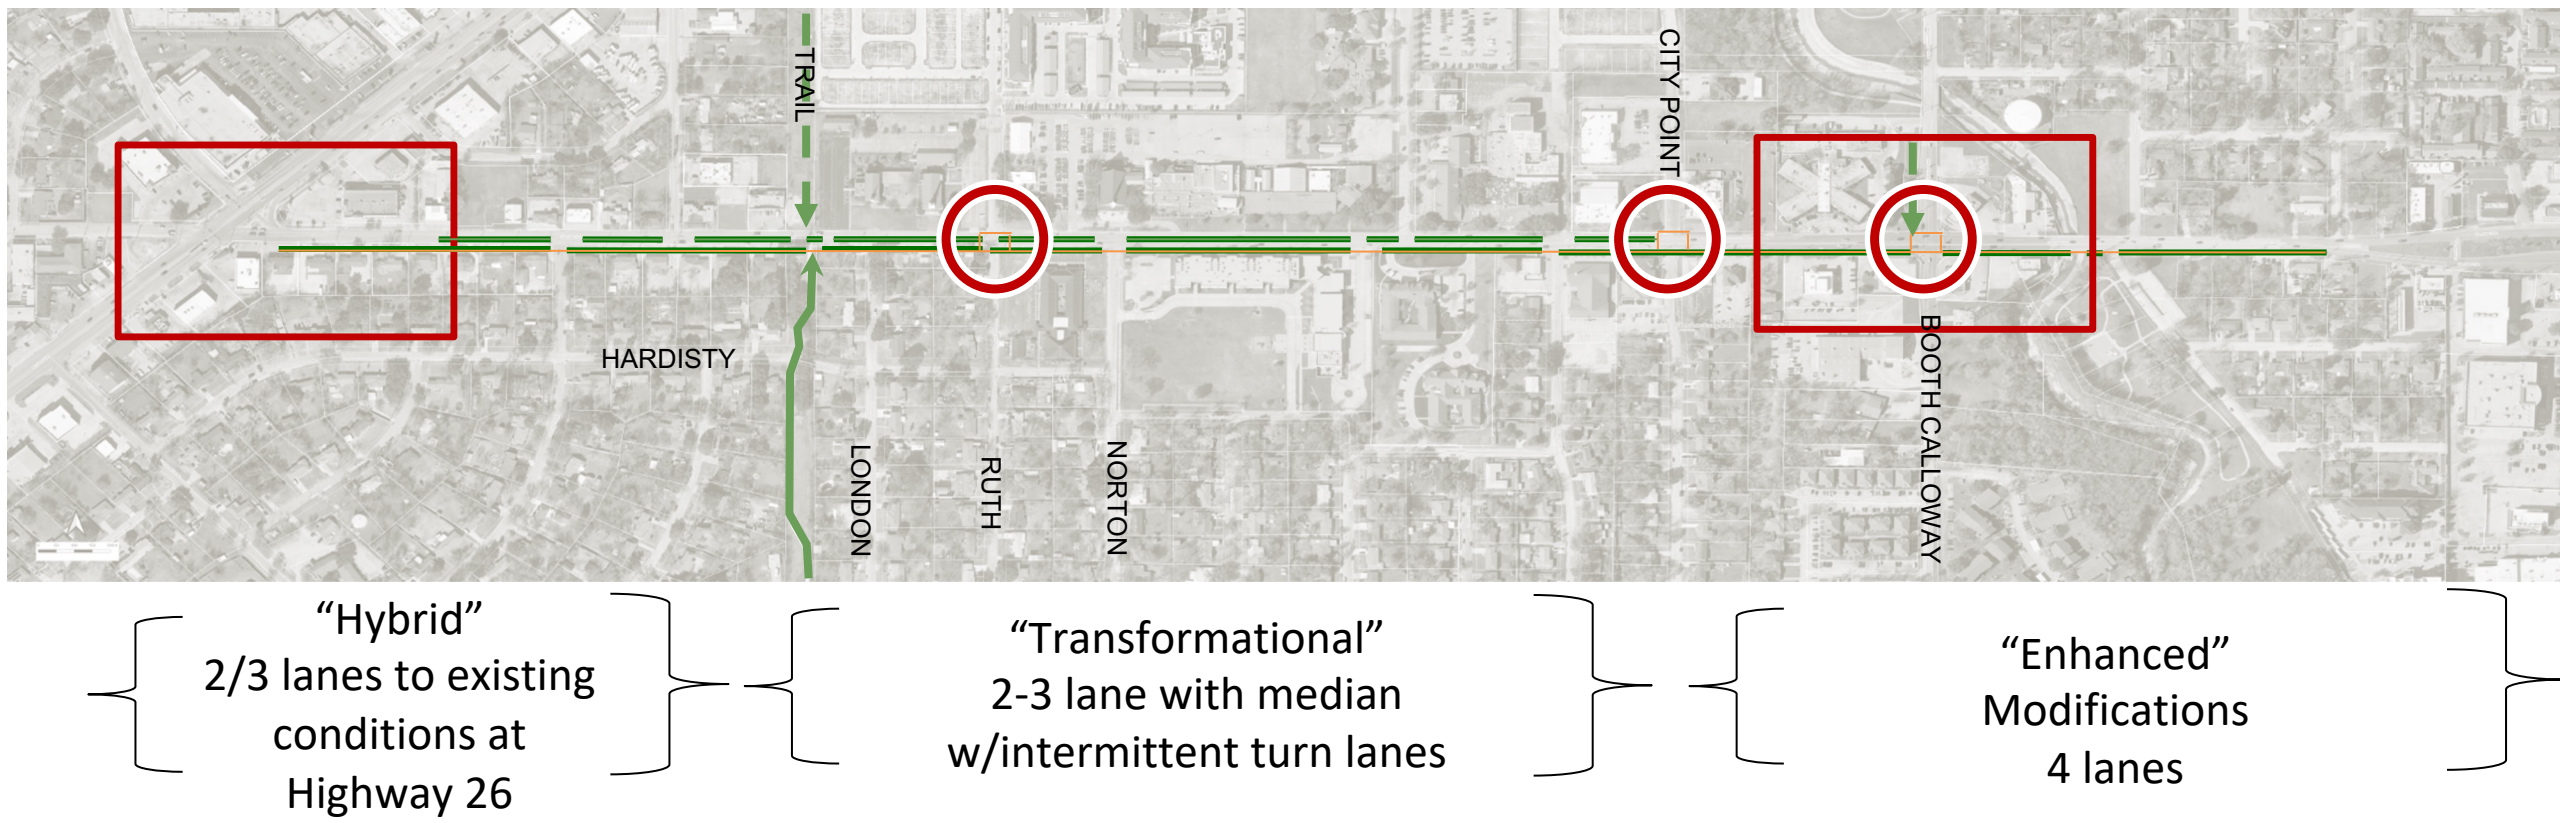 TRAIL
CITY POINT
HARDISTY
LONDON
RUTH
NORTON
BOOTH CALLOWAY
“Hybrid”
2/3 lanes to existing
conditions at
Highway 26
“Transformational”
2-3 lane with median
w/intermittent turn lanes
“Enhanced”
Modifications
4 lanes